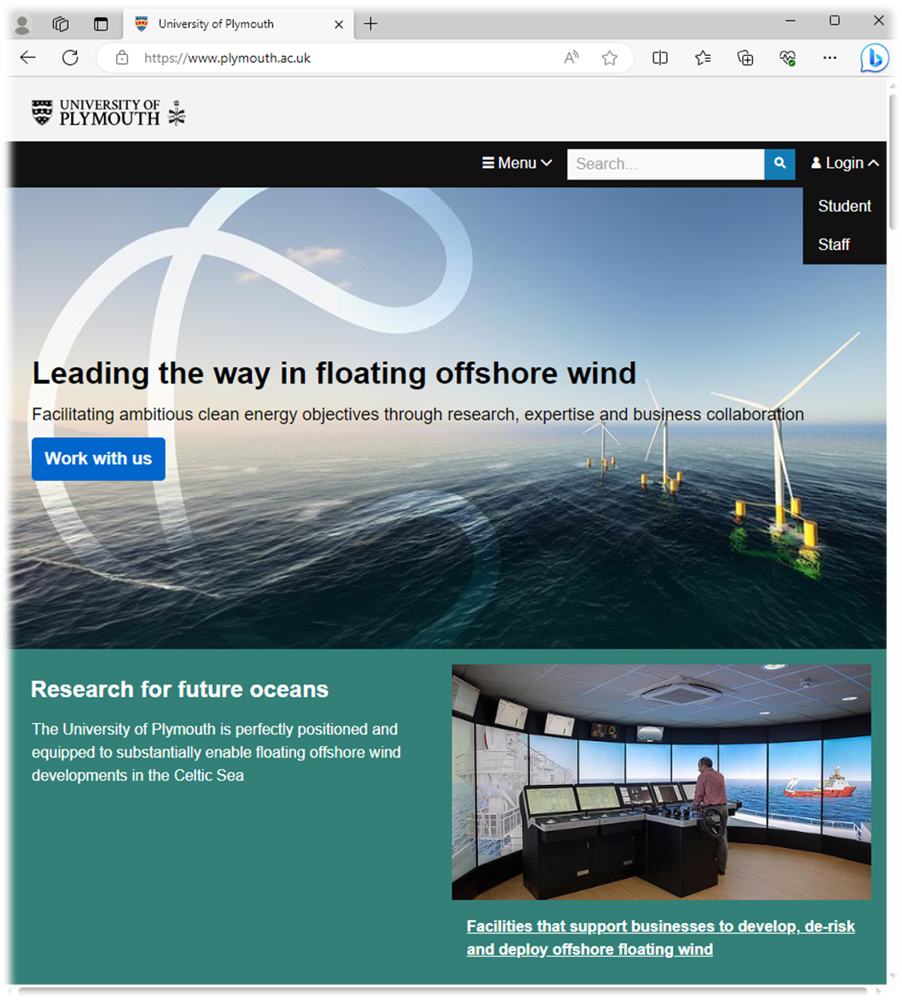 University of Plymouth
https://www.plymouth.ac.uk
UNIVERSITY OF
PLYMOUTH
Menu
Search...
Login
Student
Staff
Leading the way in floating offshore wind
Facilitating ambitious clean energy objectives through research, expertise and business collaboration
Work with us
Research for future oceans
The University of Plymouth is perfectly positioned and
equipped to substantially enable floating offshore wind
developments in the Celtic Sea
Facilities that support businesses to develop, de-risk
and deploy offshore floating wind